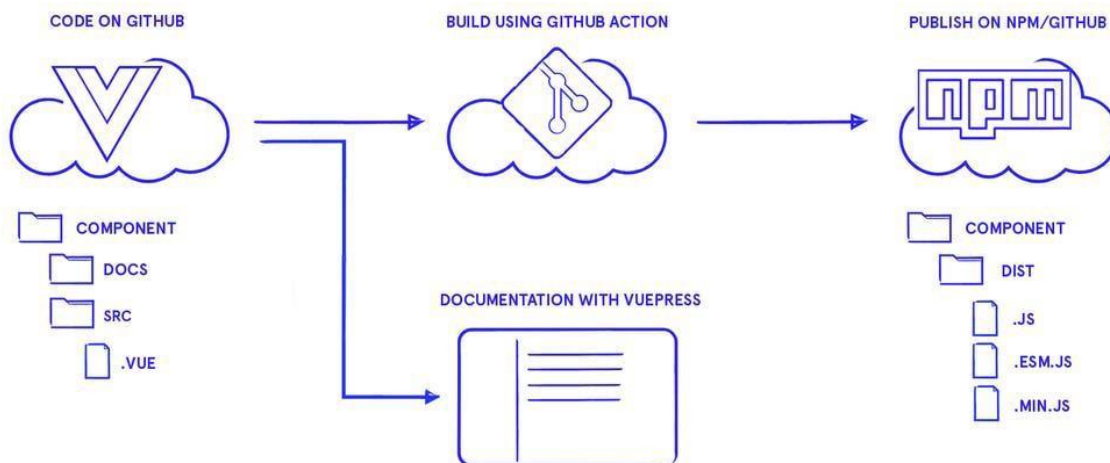 CODE ON GITHUB
BUILD USING GITHUB ACTION
PUBLISH ON NPM/GITHUB
npm
COMPONENT
DOCS
SRC
.VUE
DOCUMENTATION WITH VUEPRESS
COMPONENT
DIST
.JS
.ESM.JS
.MIN.JS